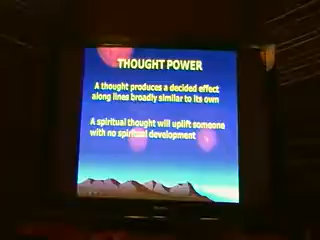 THOUGHT POWER
A thought produces a decided effect
along lines broadly similar to its own
A spiritual thought will uplift someone
with no spiritual development